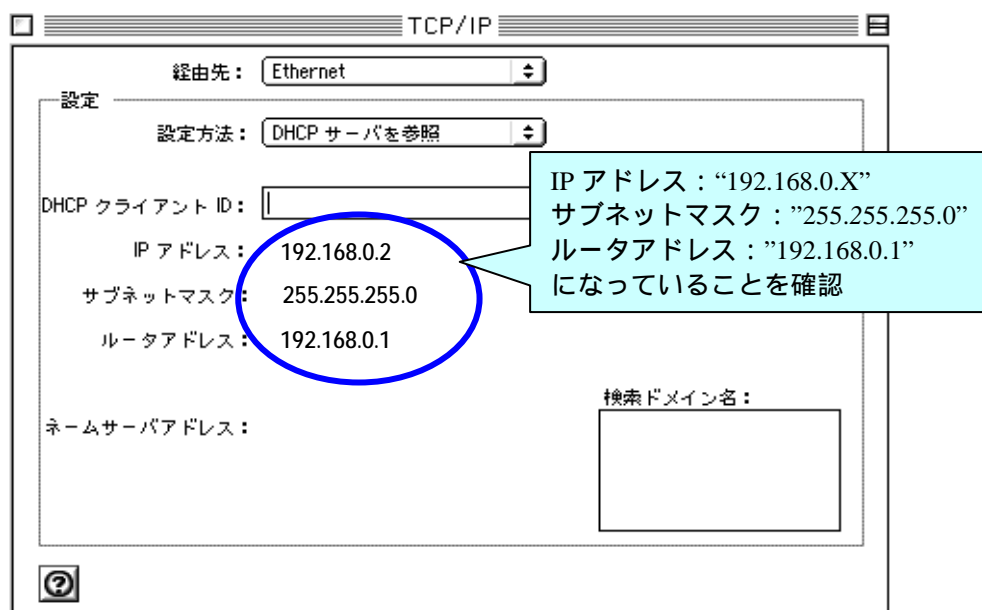 TCP/IP
経由先： Ethernet
設定
設定方法： DHCP サーバを参照
DHCP クライアント ID：
IP アドレス： 192.168.0.2
サブネットマスク： 255.255.255.0
ルータアドレス： 192.168.0.1
IP アドレス：“192.168.0.X”
サブネットマスク：”255.255.255.0”
ルータアドレス：”192.168.0.1”
になっていることを確認
ネームサーバアドレス：
検索ドメイン名：
?